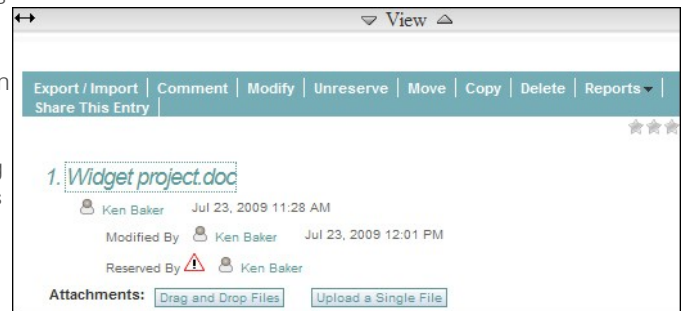 View
Export / Import | Comment | Modify | Unreserve | Move | Copy | Delete | Reports |
Share This Entry |
1. Widget project.doc
Ken Baker Jul 23, 2009 11:28 AM
Modified By Ken Baker Jul 23, 2009 12:01 PM
Reserved By Ken Baker
Attachments: Drag and Drop Files Upload a Single File